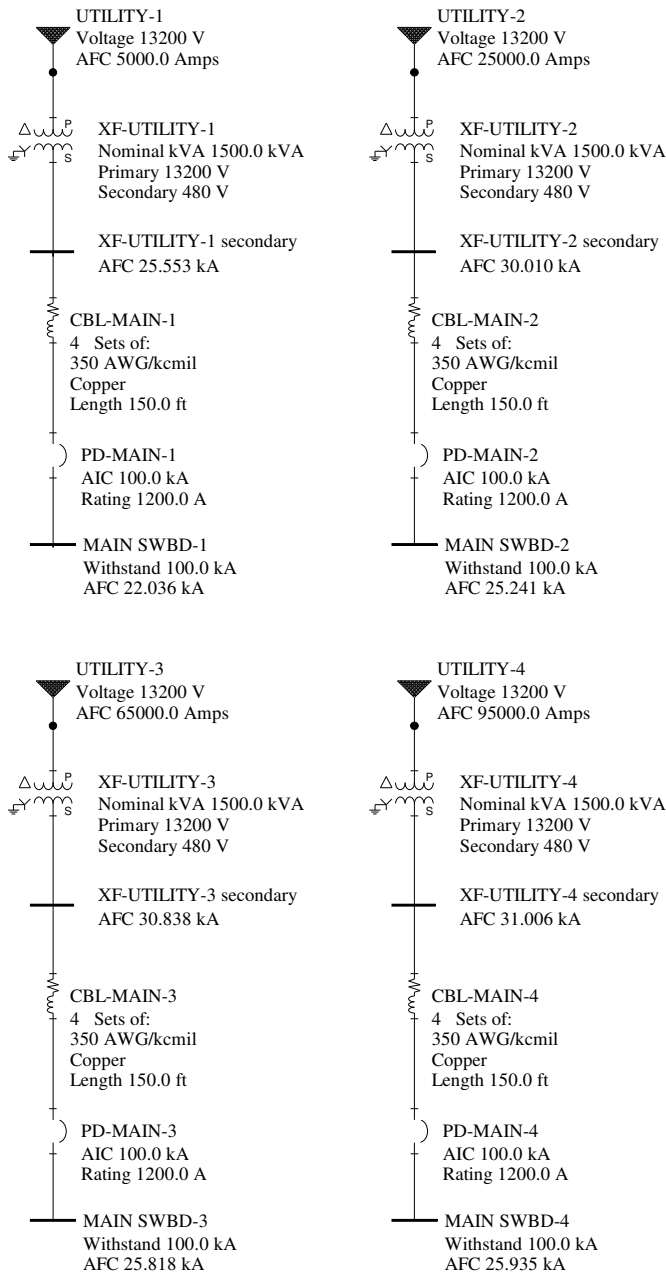 UTILITY-1
Voltage 13200 V
AFC 5000.0 Amps
P
S
XF-UTILITY-1
Nominal kVA 1500.0 kVA
Primary 13200 V
Secondary 480 V
XF-UTILITY-1 secondary
AFC 25.553 kA
CBL-MAIN-1
4 Sets of:
350 AWG/kcmil
Copper
Length 150.0 ft
PD-MAIN-1
AIC 100.0 kA
Rating 1200.0 A
MAIN SWBD-1
Withstand 100.0 kA
AFC 22.036 kA
UTILITY-2
Voltage 13200 V
AFC 25000.0 Amps
P
S
XF-UTILITY-2
Nominal kVA 1500.0 kVA
Primary 13200 V
Secondary 480 V
XF-UTILITY-2 secondary
AFC 30.010 kA
CBL-MAIN-2
4 Sets of:
350 AWG/kcmil
Copper
Length 150.0 ft
PD-MAIN-2
AIC 100.0 kA
Rating 1200.0 A
MAIN SWBD-2
Withstand 100.0 kA
AFC 25.241 kA
UTILITY-3
Voltage 13200 V
AFC 65000.0 Amps
P
S
XF-UTILITY-3
Nominal kVA 1500.0 kVA
Primary 13200 V
Secondary 480 V
XF-UTILITY-3 secondary
AFC 30.838 kA
CBL-MAIN-3
4 Sets of:
350 AWG/kcmil
Copper
Length 150.0 ft
PD-MAIN-3
AIC 100.0 kA
Rating 1200.0 A
MAIN SWBD-3
Withstand 100.0 kA
AFC 25.818 kA
UTILITY-4
Voltage 13200 V
AFC 95000.0 Amps
P
S
XF-UTILITY-4
Nominal kVA 1500.0 kVA
Primary 13200 V
Secondary 480 V
XF-UTILITY-4 secondary
AFC 31.006 kA
CBL-MAIN-4
4 Sets of:
350 AWG/kcmil
Copper
Length 150.0 ft
PD-MAIN-4
AIC 100.0 kA
Rating 1200.0 A
MAIN SWBD-4
Withstand 100.0 kA
AFC 25.935 kA